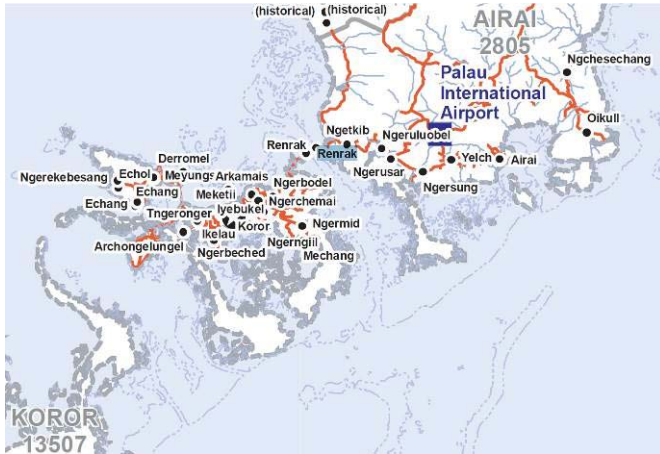 (historical) (historical)
AIRAI
2805
Ngchesechang
Palau
International
Airport
Oikull
Ngetkib
Ngeruluobel
Renrak
Renrak
Yelch
Airai
Ngerusar
Ngersung
Derromel
Ngerekebesang
Echol
Meyungs
Arkamais
Ngerbodel
Echang
Meketii
Ngerchemai
Echang
Iyebukel
Tngeronger
Koror
Ngermid
Ikelau
Archongelungel
Ngerngiil
Ngerbeched
Mechang
KOROR
13507